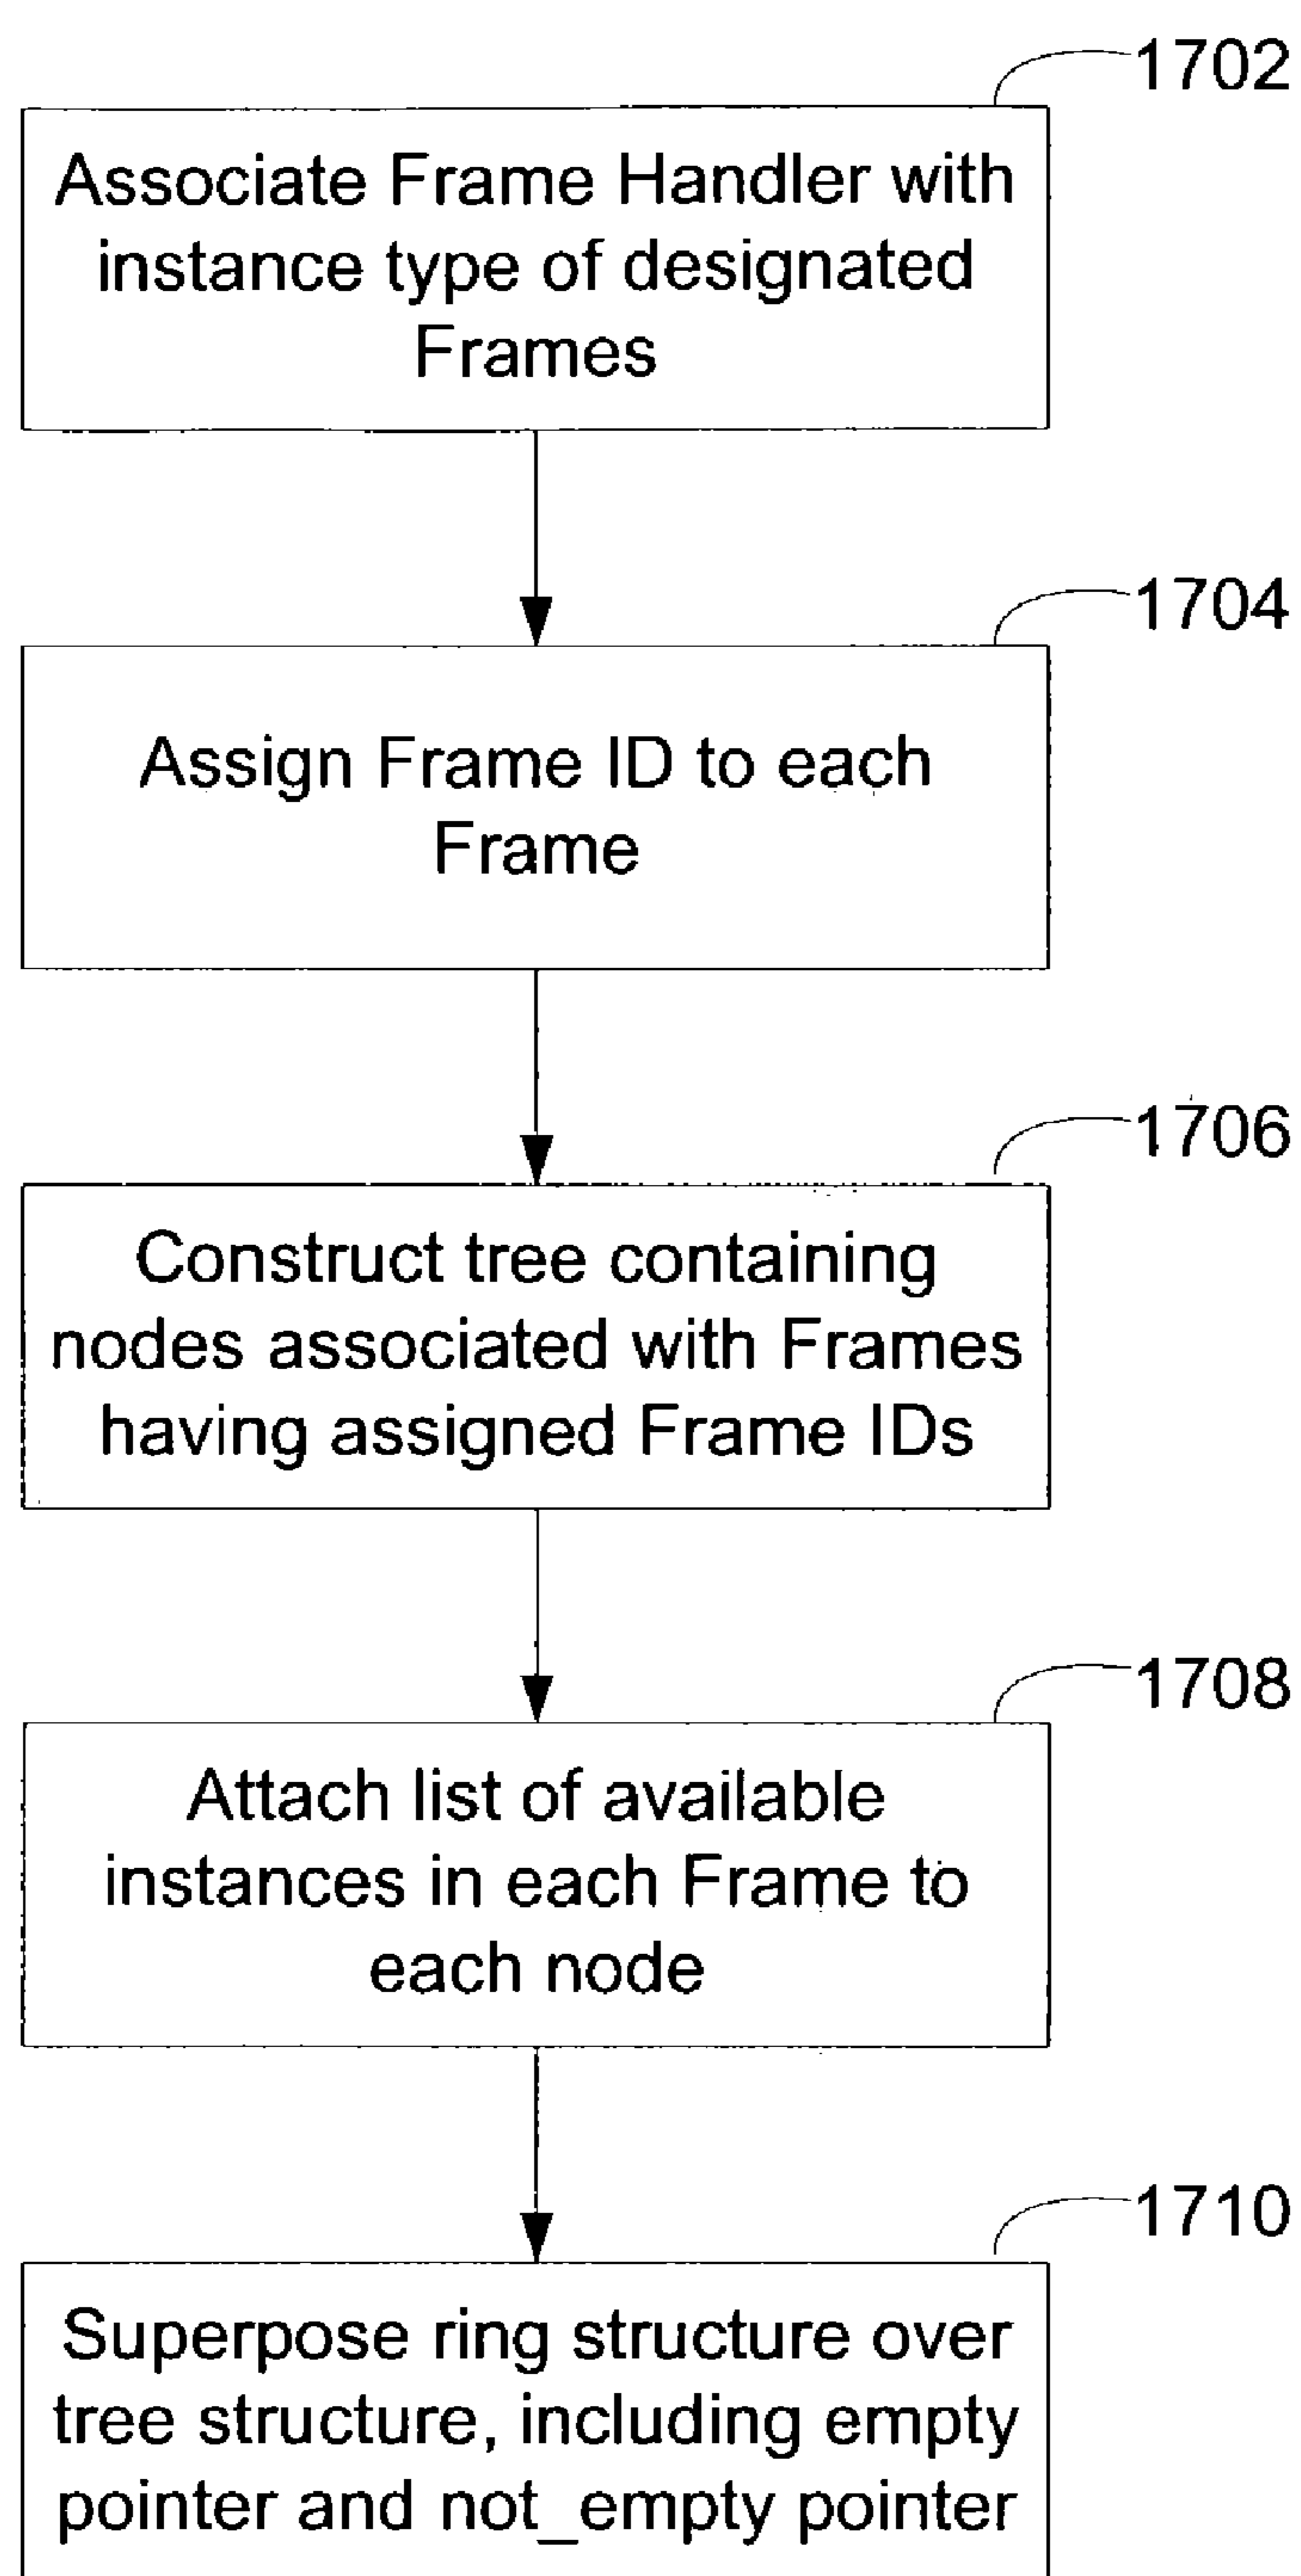 1702
Associate Frame Handler with
instance type of designated
Frames
1704
Assign Frame ID to each
Frame
1706
Construct tree containing
nodes associated with Frames
having assigned Frame IDs
1708
Attach list of available
instances in each Frame to
each node
1710
Superpose ring structure over
tree structure, including empty
pointer and not_empty pointer